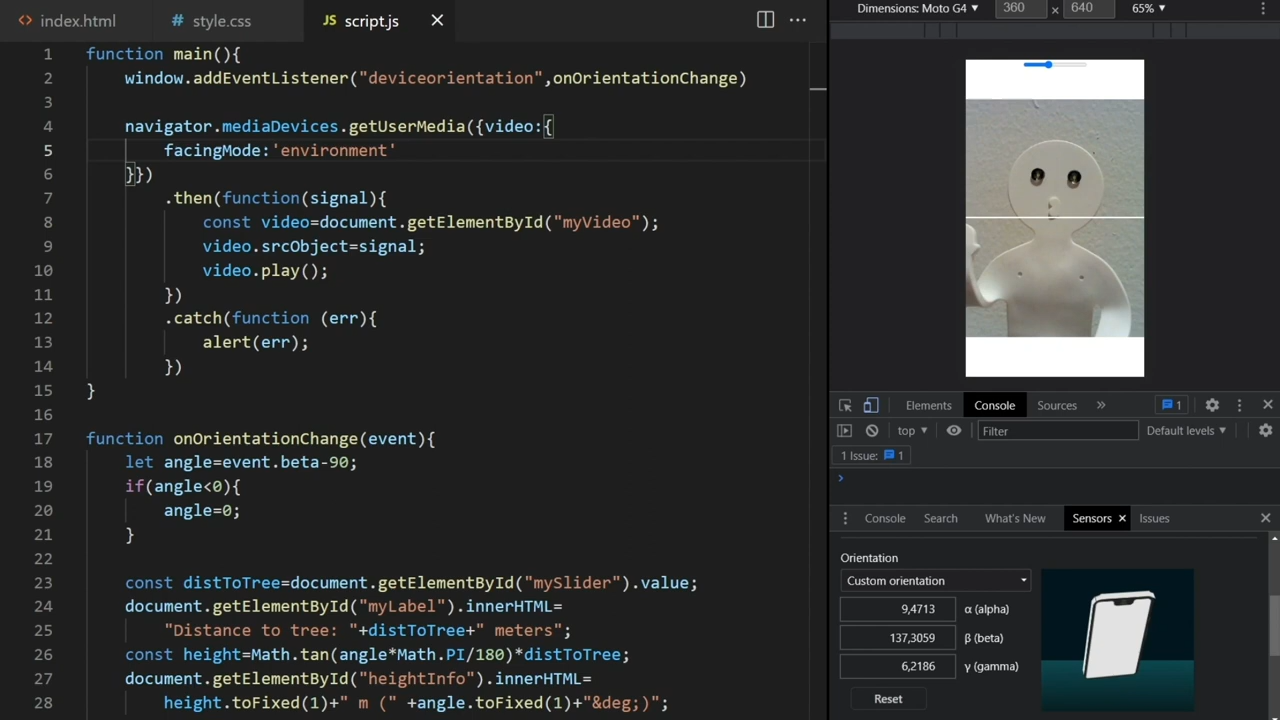 index.html
# style.css
JS script.js
1 function main(){
2 window.addEventListener("deviceorientation",onOrientationChange)
3
4 navigator.mediaDevices.getUserMedia({video:{
5 facingMode:'environment'
6 }})
7 .then(function(signal){
8 const video=document.getElementById("myVideo");
9 video.srcObject=signal;
10 video.play();
11 })
12 .catch(function (err){
13 alert(err);
14 })
15 }
16
17 function onOrientationChange(event){
18 let angle=event.beta-90;
19 if(angle<0){
20 angle=0;
21 }
22
23 const distToTree=document.getElementById("mySlider").value;
24 document.getElementById("myLabel").innerHTML=
25 "Distance to tree: "+distToTree+" meters";
26 const height=Math.tan(angle*Math.PI/180)*distToTree;
27 document.getElementById("heightInfo").innerHTML=
28 height.toFixed(1)+" m (" +angle.toFixed(1)+"&deg;)";
Dimensions: Moto G4 360 × 640 65%
Elements Console Sources 1
top Filter Default levels
1 Issue: 1
Console Search What's New Sensors Issues
Orientation
Custom orientation
9,4713 α (alpha)
137,3059 β (beta)
6,2186 γ (gamma)
Reset